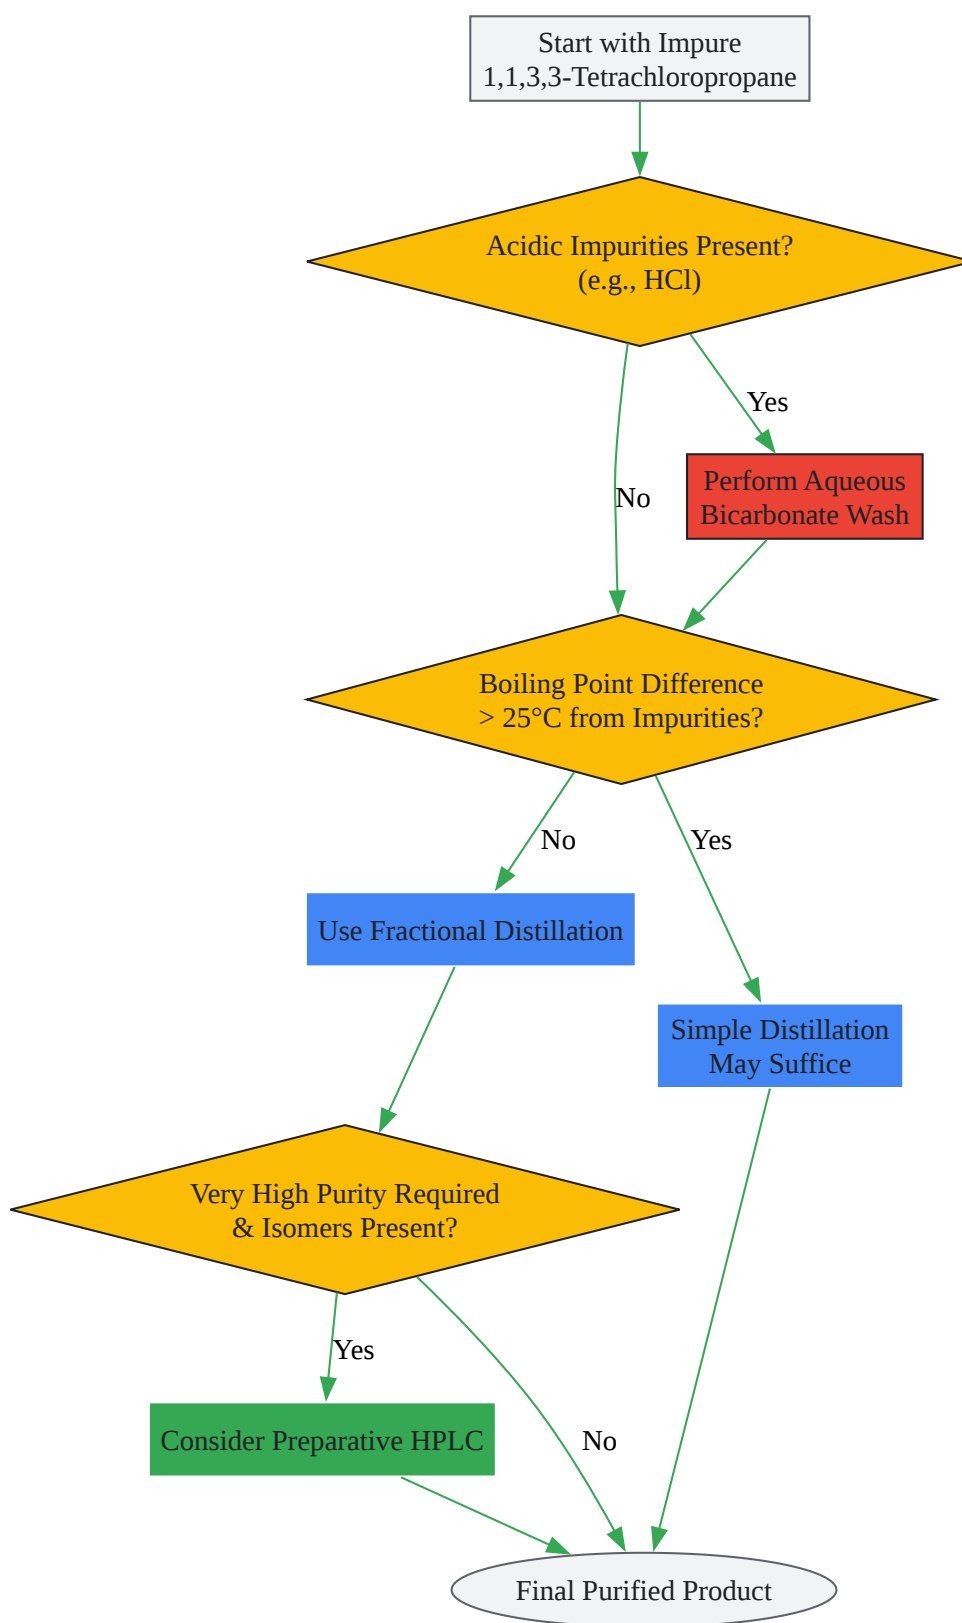 Start with Impure
1,1,3,3-Tetrachloropropane
Acidic Impurities Present?
(e.g., HCl)
Yes
Perform Aqueous
Bicarbonate Wash
No
Boiling Point Difference
> 25°C from Impurities?
No
Yes
Use Fractional Distillation
Simple Distillation
May Suffice
Very High Purity Required
& Isomers Present?
Yes
Consider Preparative HPLC
No
Final Purified Product